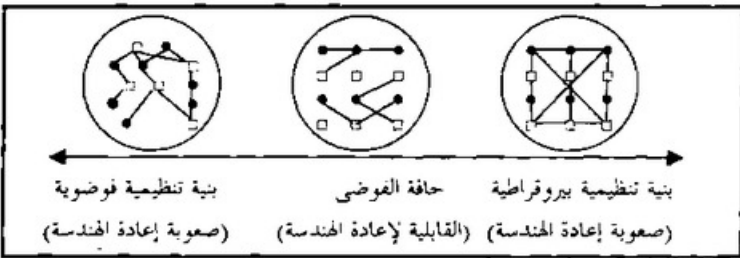 بنية تنظيمية بيروقراطية
حافة الفوضى
بنية تنظيمية فوضوية
(صعوبة إعادة الهندسة)
(القابلية لإعادة الهندسة)
(صعوبة إعادة الهندسة)